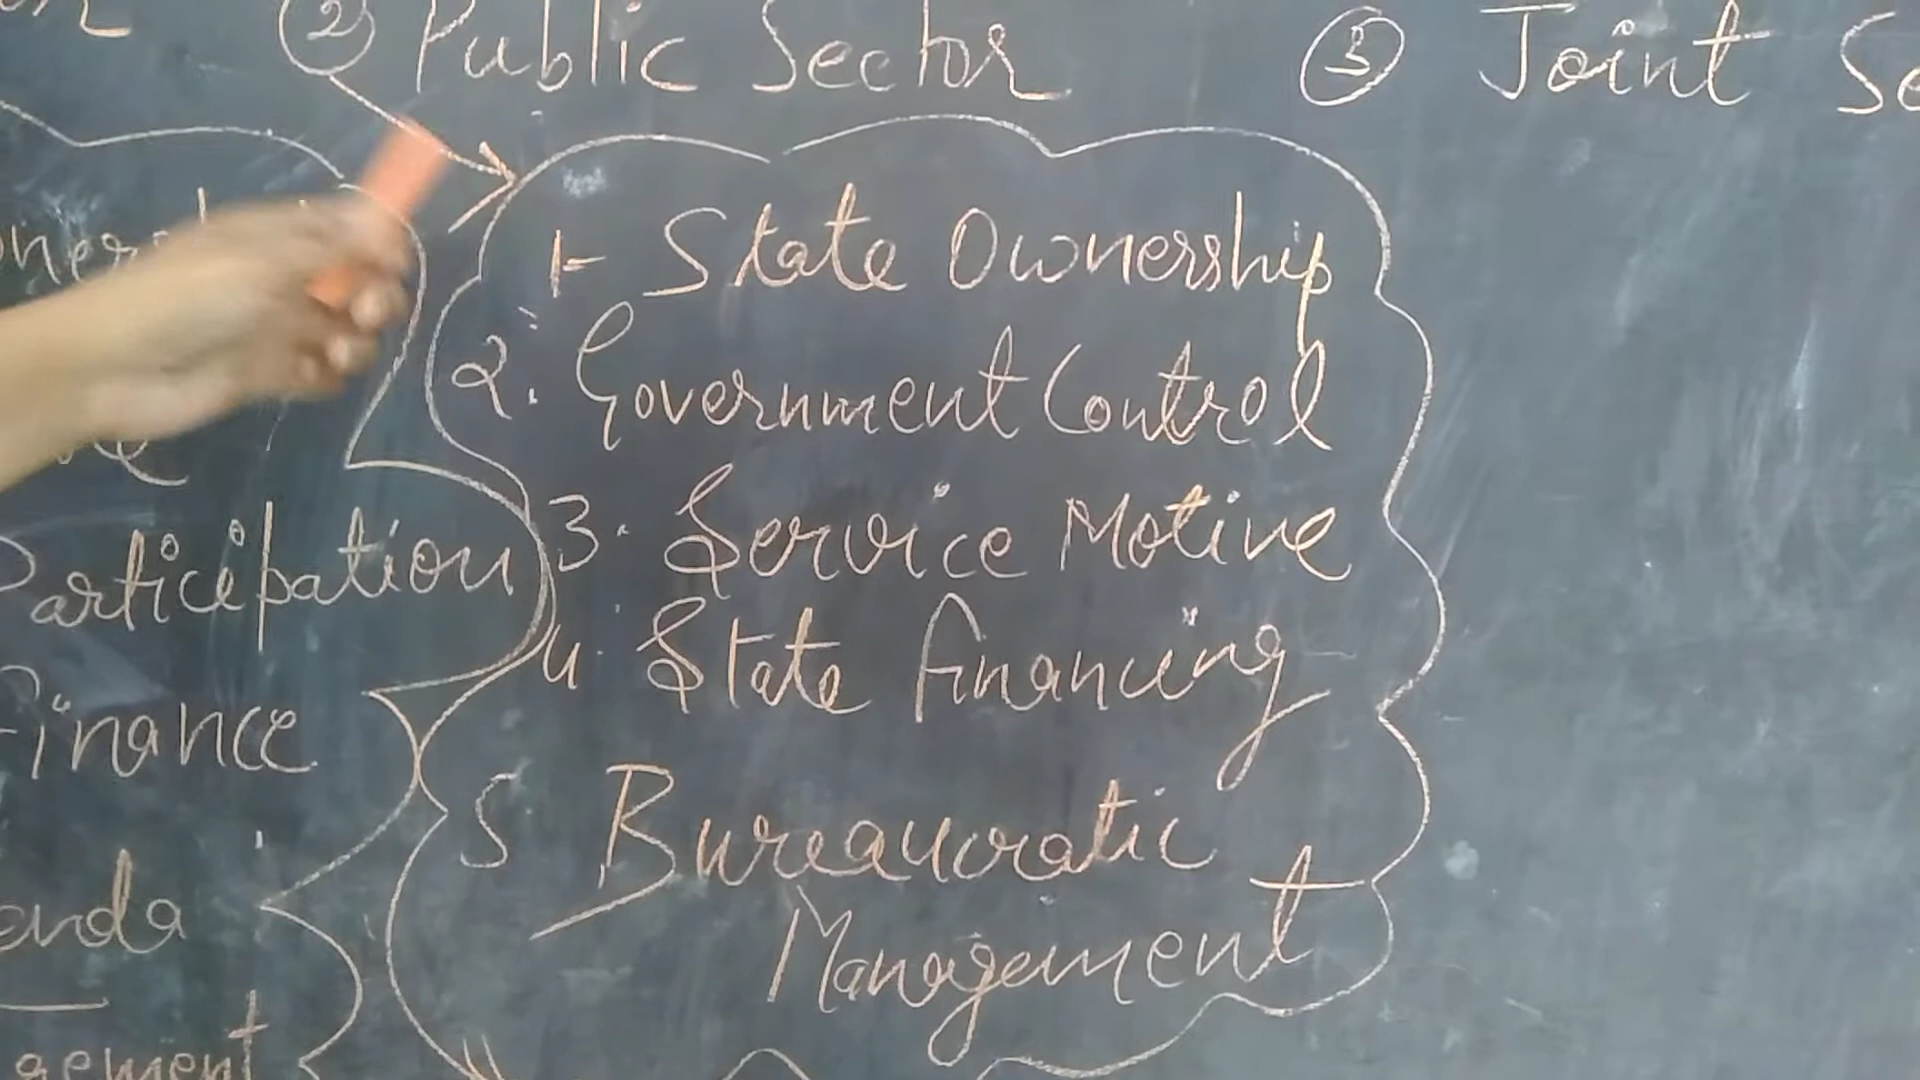 ② Public Sector
③ Joint
1- State Ownership
2. Government Control
3. Service Motive
4. State financing
5 Bureaucratic
Management
Participation
Finance